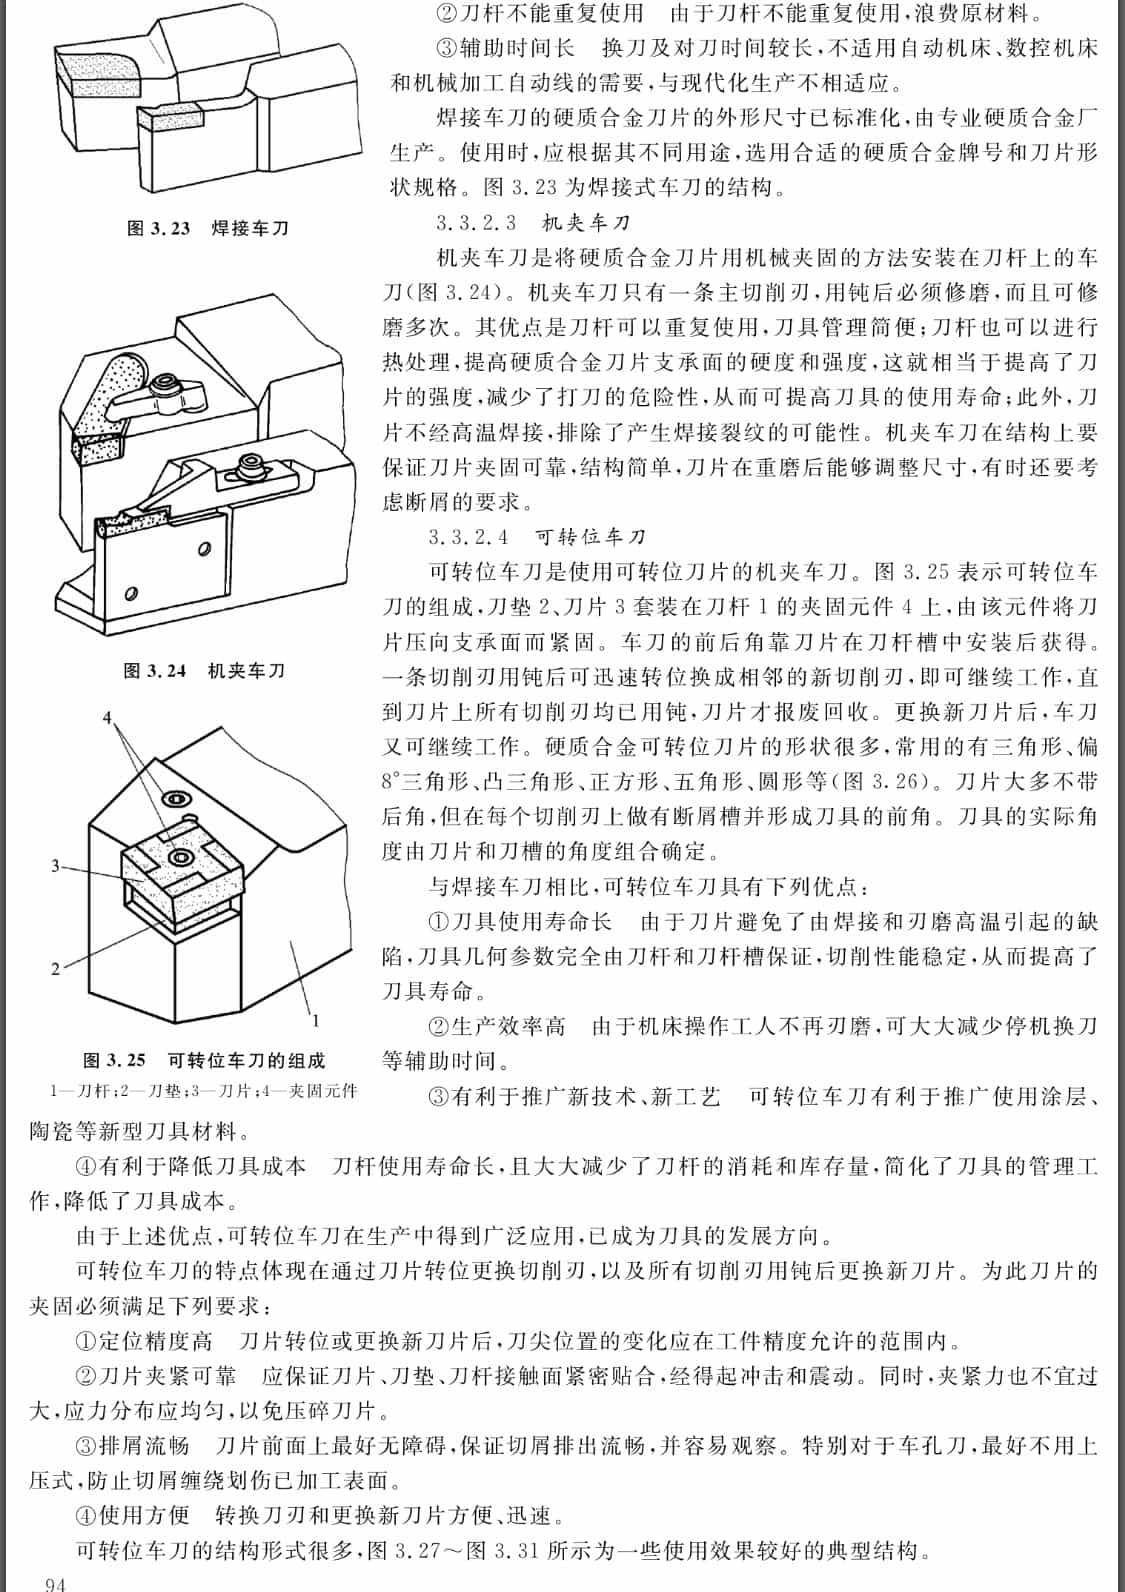 ②刀杆不能重复使用　由于刀杆不能重复使用,浪费原材料。
③辅助时间长　换刀及对刀时间较长,不适用自动机床、数控机床
和机械加工自动线的需要,与现代化生产不相适应。
焊接车刀的硬质合金刀片的外形尺寸已标准化,由专业硬质合金厂
生产。使用时,应根据其不同用途,选用合适的硬质合金牌号和刀片形
状规格。图 3.23 为焊接式车刀的结构。
图 3.23　焊接车刀
3.3.2.3　机夹车刀
机夹车刀是将硬质合金刀片用机械夹固的方法安装在刀杆上的车
刀(图 3.24)。机夹车刀只有一条主切削刃,用钝后必须修磨,而且可修
磨多次。其优点是刀杆可以重复使用,刀具管理简便;刀杆也可以进行
热处理,提高硬质合金刀片支承面的硬度和强度,这就相当于提高了刀
片的强度,减少了打刀的危险性,从而可提高刀具的使用寿命;此外,刀
片不经高温焊接,排除了产生焊接裂纹的可能性。机夹车刀在结构上要
保证刀片夹固可靠,结构简单,刀片在重磨后能够调整尺寸,有时还要考
虑断屑的要求。
图 3.24　机夹车刀
3.3.2.4　可转位车刀
可转位车刀是使用可转位刀片的机夹车刀。图 3.25 表示可转位车
刀的组成,刀垫 2、刀片 3 套装在刀杆 1 的夹固元件 4 上,由该元件将刀
片压向支承面而紧固。车刀的前后角靠刀片在刀杆槽中安装后获得。
一条切削刃用钝后可迅速转位换成相邻的新切削刃,即可继续工作,直
到刀片上所有切削刃均已用钝,刀片才报废回收。更换新刀片后,车刀
又可继续工作。硬质合金可转位刀片的形状很多,常用的有三角形、偏
8°三角形、凸三角形、正方形、五角形、圆形等(图 3.26)。刀片大多不带
后角,但在每个切削刃上做有断屑槽并形成刀具的前角。刀具的实际角
度由刀片和刀槽的角度组合确定。
4
3
2
1
图 3.25　可转位车刀的组成
1—刀杆;2—刀垫;3—刀片;4—夹固元件
与焊接车刀相比,可转位车刀具有下列优点:
①刀具使用寿命长　由于刀片避免了由焊接和刃磨高温引起的缺
陷,刀具几何参数完全由刀杆和刀杆槽保证,切削性能稳定,从而提高了
刀具寿命。
②生产效率高　由于机床操作工人不再刃磨,可大大减少停机换刀
等辅助时间。
③有利于推广新技术、新工艺　可转位车刀有利于推广使用涂层、
陶瓷等新型刀具材料。
④有利于降低刀具成本　刀杆使用寿命长,且大大减少了刀杆的消耗和库存量,简化了刀具的管理工
作,降低了刀具成本。
由于上述优点,可转位车刀在生产中得到广泛应用,已成为刀具的发展方向。
可转位车刀的特点体现在通过刀片转位更换切削刃,以及所有切削刃用钝后更换新刀片。为此刀片的
夹固必须满足下列要求:
①定位精度高　刀片转位或更换新刀片后,刀尖位置的变化应在工件精度允许的范围内。
②刀片夹紧可靠　应保证刀片、刀垫、刀杆接触面紧密贴合,经得起冲击和震动。同时,夹紧力也不宜过
大,应力分布应均匀,以免压碎刀片。
③排屑流畅　刀片前面上最好无障碍,保证切屑排出流畅,并容易观察。特别对于车孔刀,最好不用上
压式,防止切屑缠绕划伤已加工表面。
④使用方便　转换刀刃和更换新刀片方便、迅速。
可转位车刀的结构形式很多,图 3.27～图 3.31 所示为一些使用效果较好的典型结构。
94